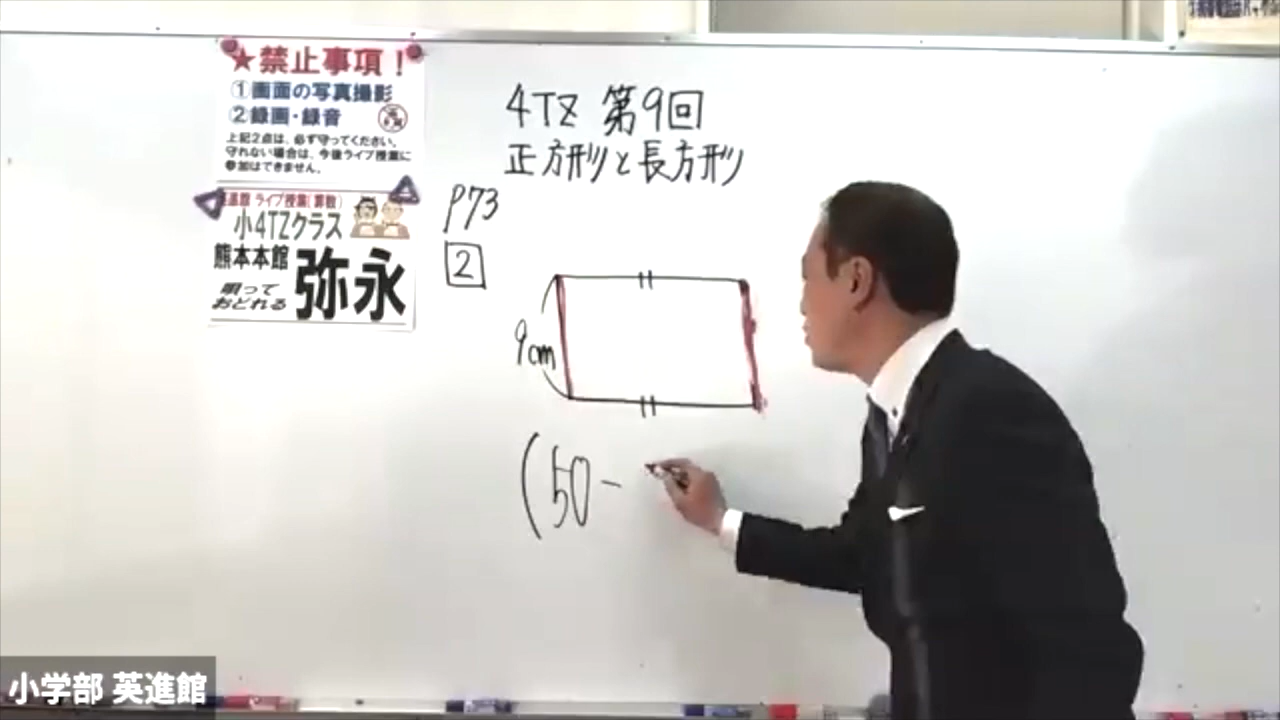 ★禁止事項！
①画面の写真撮影
②録画・録音
上記2点は、必ず守ってください。
守れない場合は、今後ライブ授業に
参加はできません。
進館 ライブ授業(算数)
小4TZクラス
熊本本館
唄って
おどれる
弥永
4TZ 第9回
正方形と長方形
P73
2
9cm
(50－
小学部 英進館